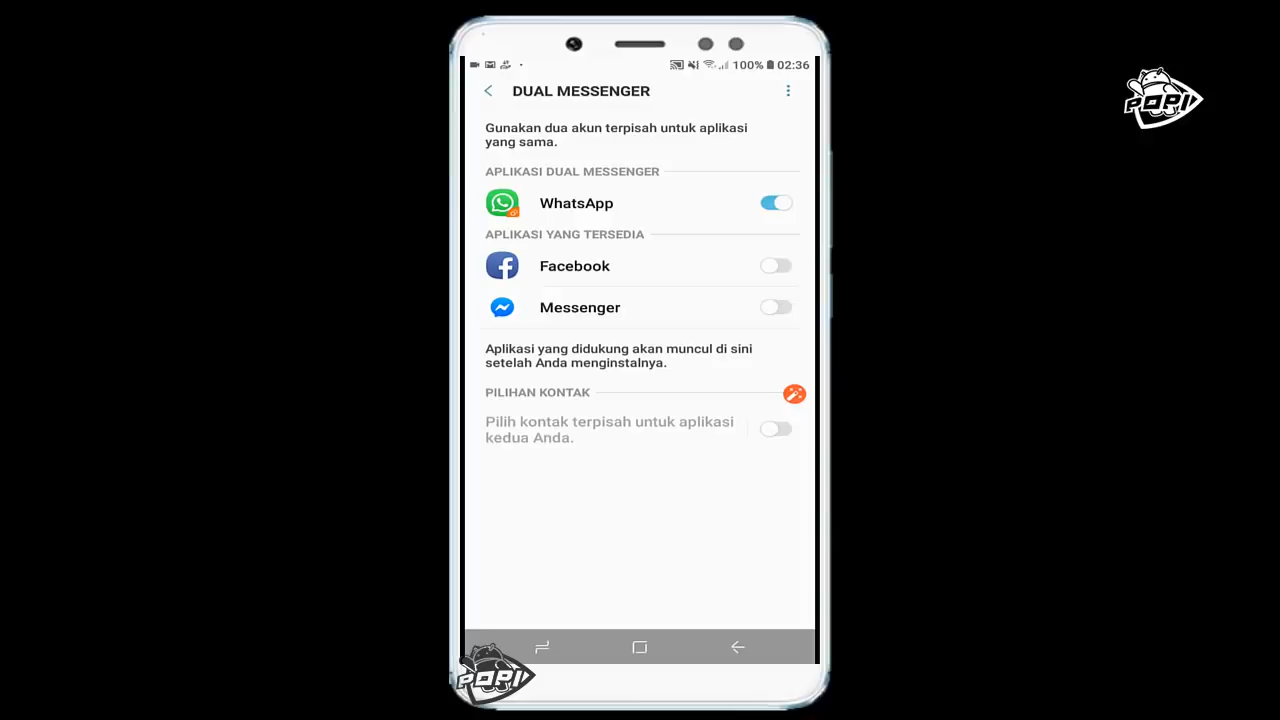 100% 02:36
DUAL MESSENGER
POPI
Gunakan dua akun terpisah untuk aplikasi
yang sama.
APLIKASI DUAL MESSENGER
WhatsApp
APLIKASI YANG TERSEDIA
Facebook
Messenger
Aplikasi yang didukung akan muncul di sini
setelah Anda menginstalnya.
PILIHAN KONTAK
Pilih kontak terpisah untuk aplikasi
kedua Anda.
POPI